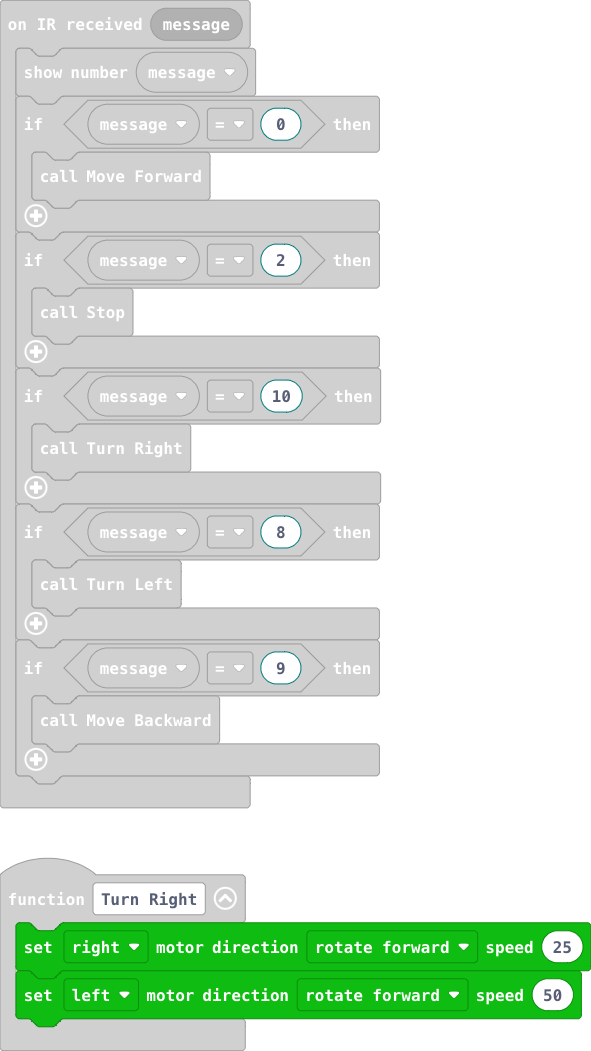 on IR received message
show number message
if message = 0 then
call Move Forward
if message = 2 then
call Stop
if message = 10 then
call Turn Right
if message = 8 then
call Turn Left
if message = 9 then
call Move Backward
function Turn Right
set right motor direction rotate forward speed 25
set left motor direction rotate forward speed 50